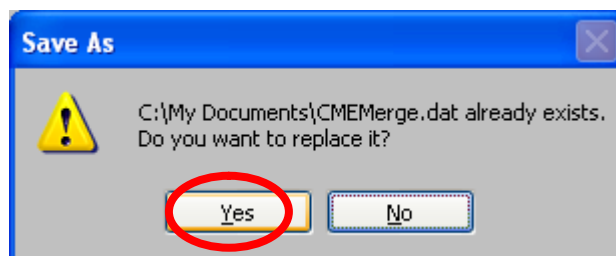 Save As
C:\My Documents\CMEMerge.dat already exists.
Do you want to replace it?
Yes No